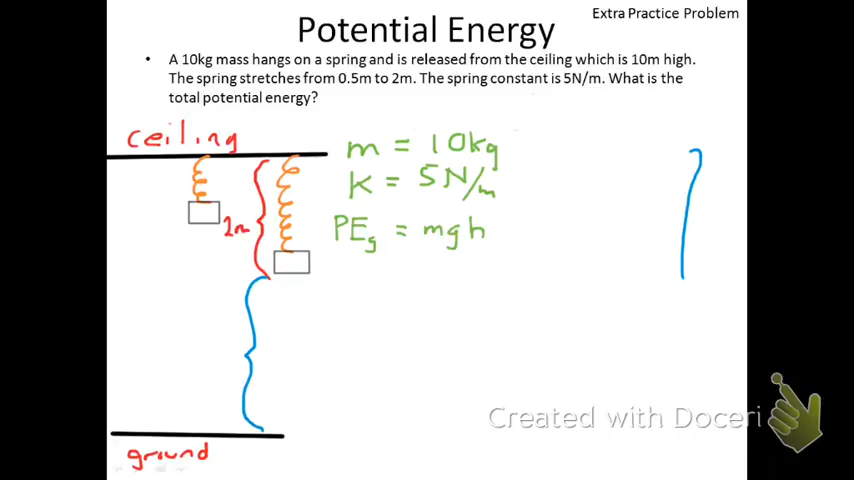 Extra Practice Problem
Potential Energy
• A 10kg mass hangs on a spring and is released from the ceiling which is 10m high.
The spring stretches from 0.5m to 2m. The spring constant is 5N/m. What is the
total potential energy?
ceiling
m = 10kg
K = 5N/m
2m
PEg = mgh
Created with Doceri
ground